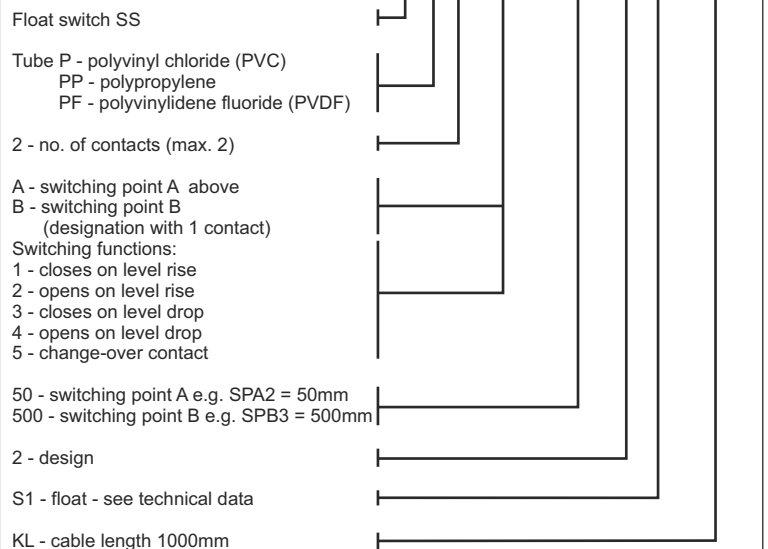 Float switch SS
Tube P - polyvinyl chloride (PVC)
PP - polypropylene
PF - polyvinylidene fluoride (PVDF)
2 - no. of contacts (max. 2)
A - switching point A above
B - switching point B
(designation with 1 contact)
Switching functions:
1 - closes on level rise
2 - opens on level rise
3 - closes on level drop
4 - opens on level drop
5 - change-over contact
50 - switching point A e.g. SPA2 = 50mm
500 - switching point B e.g. SPB3 = 500mm
2 - design
S1 - float - see technical data
KL - cable length 1000mm